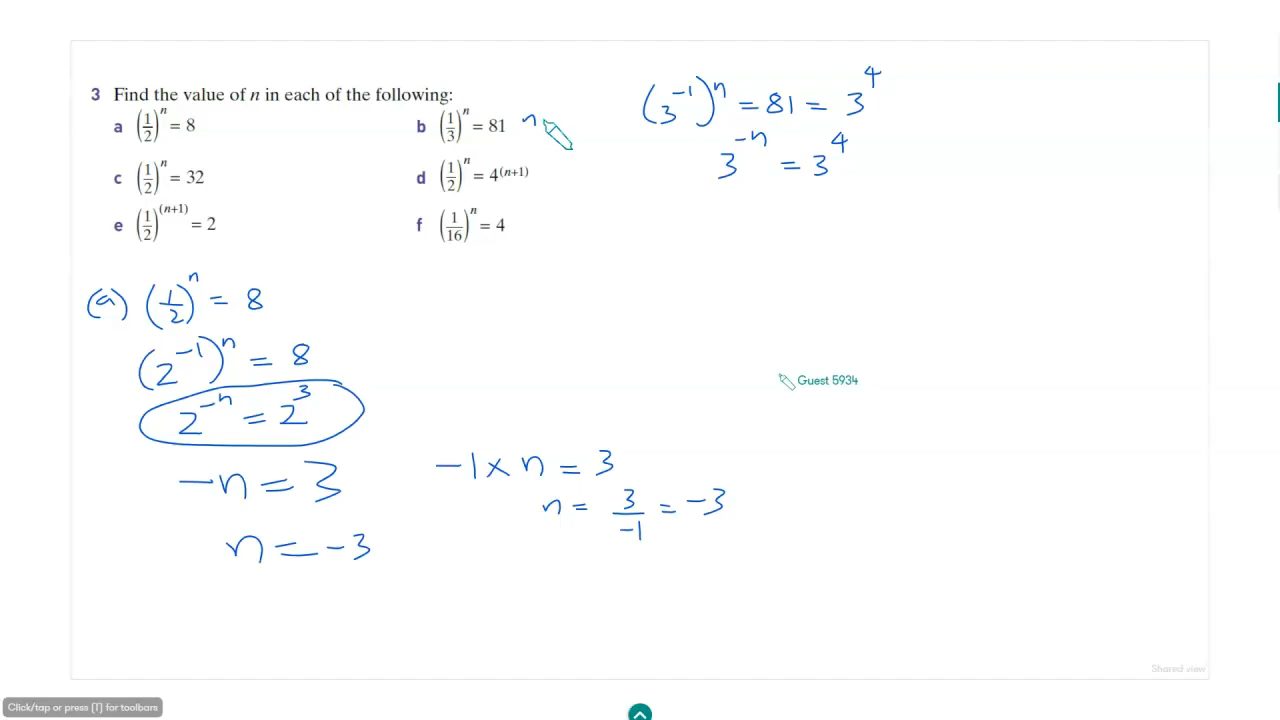 3 Find the value of n in each of the following:
a (1/2)^n = 8
b (1/3)^n = 81 n
c (1/2)^n = 32
d (1/2)^n = 4^(n+1)
e (1/2)^(n+1) = 2
f (1/16)^n = 4
(3^-1)^n = 81 = 3^4
3^-n = 3^4
(a) (1/2)^n = 8
(2^-1)^n = 8
2^-n = 2^3
-n = 3
n = -3
-1 × n = 3
n = 3/-1 = -3
Guest 5934
Shared view
Click/tap or press [T] for toolbars